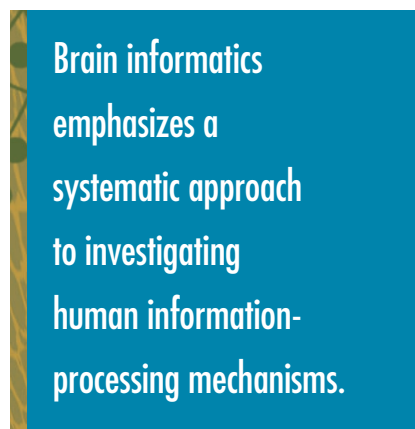 Brain informatics
emphasizes a
systematic approach
to investigating
human information-
processing mechanisms.